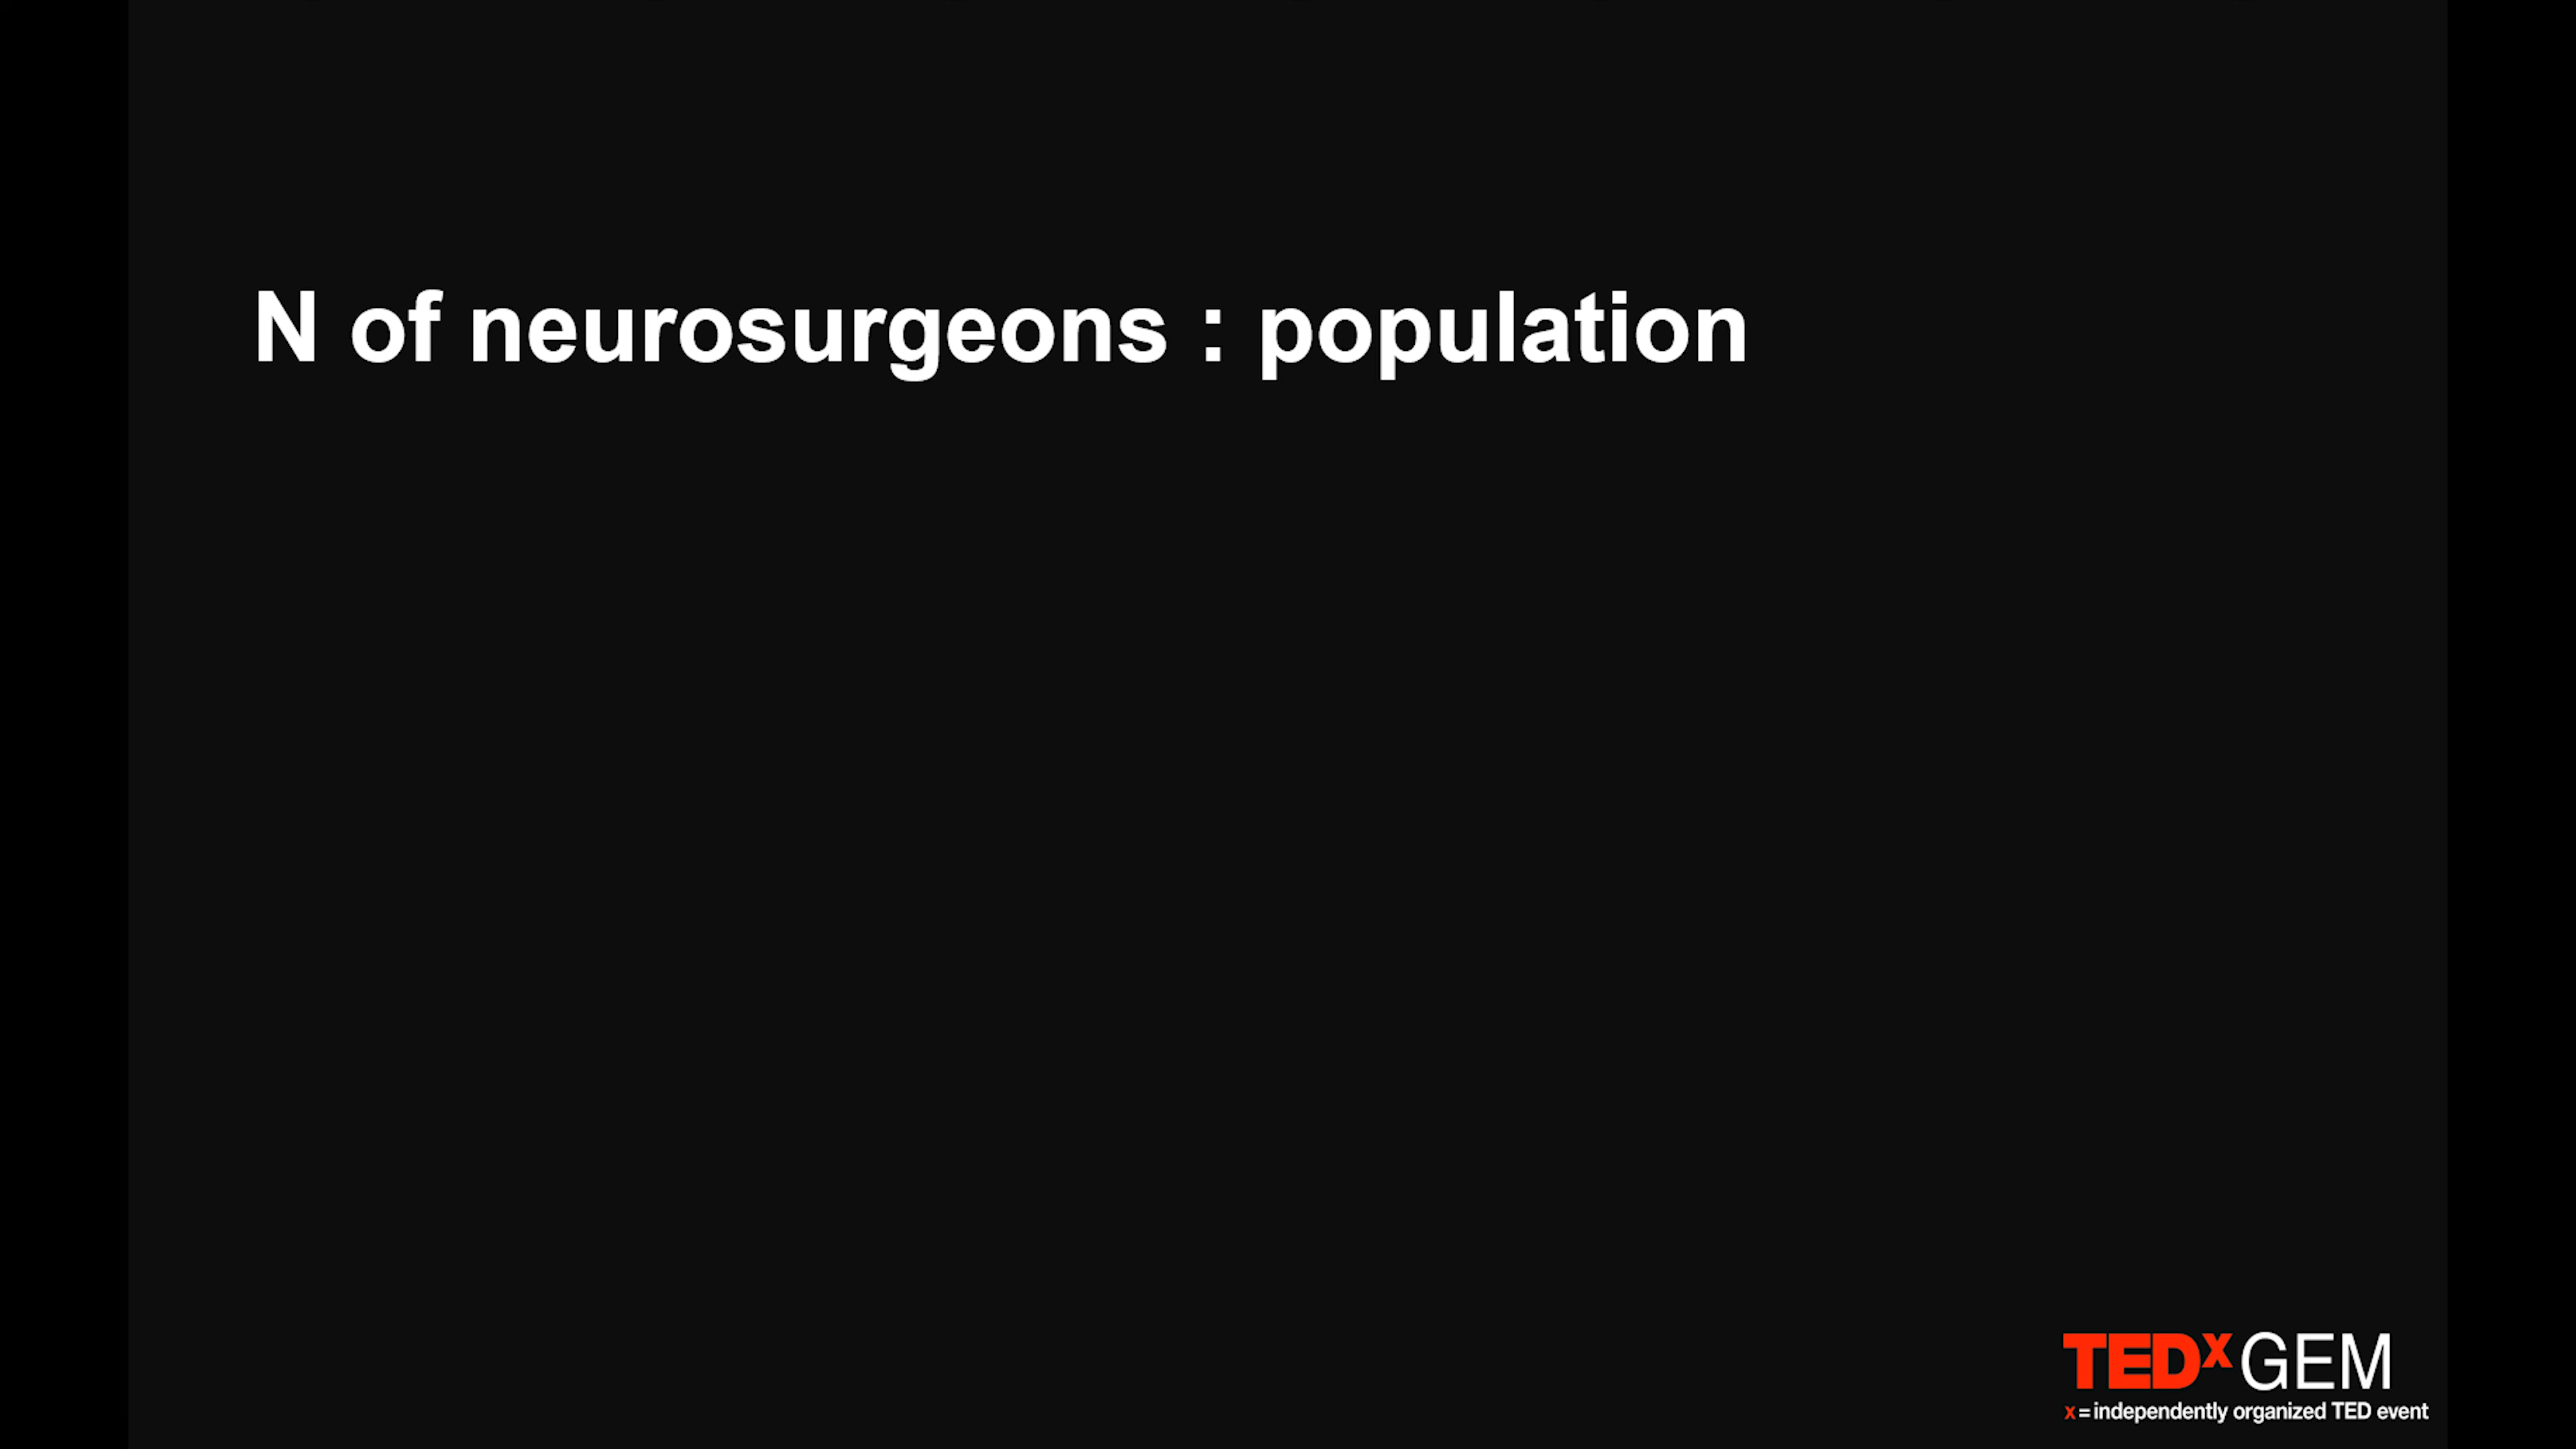 N of neurosurgeons : population
TEDxGEM
x = independently organized TED event